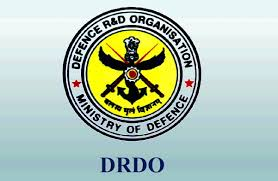 DEFENCE R&D ORGANISATION
बलस्य मूलं विज्ञानम्
MINISTRY OF DEFENCE
DRDO